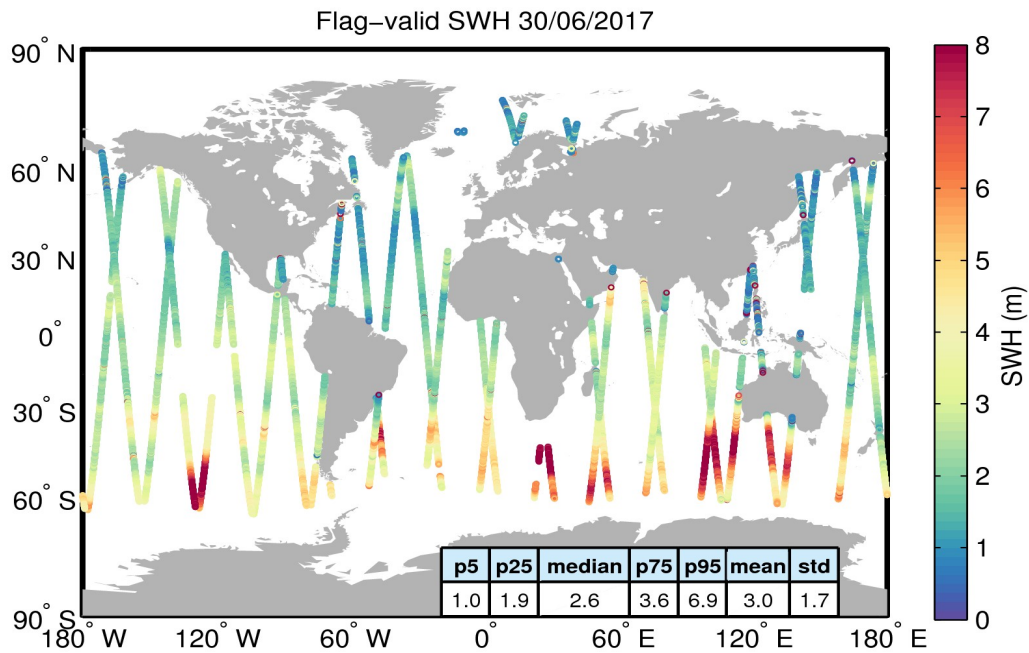 Flag−valid SWH 30/06/2017
90° N
60° N
30° N
0°
30° S
60° S
90° S
180° W 120° W 60° W 0° 60° E 120° E 180° E
p5 p25 median p75 p95 mean std
1.0 1.9 2.6 3.6 6.9 3.0 1.7
8
7
6
5
4
3
2
1
0
SWH (m)